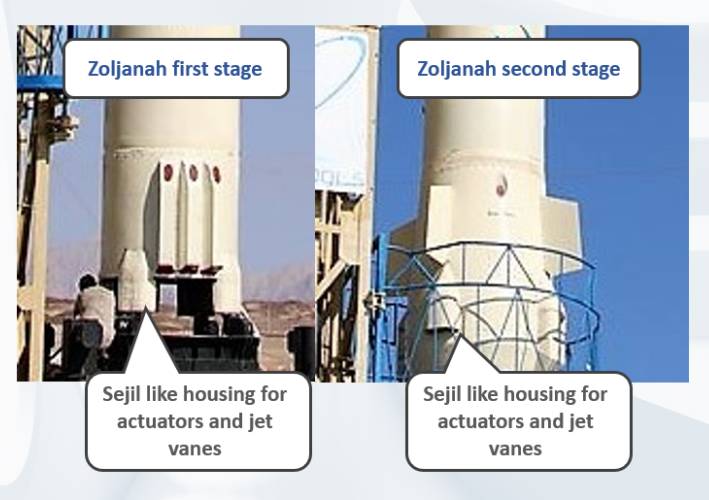 Zoljanah first stage
Zoljanah second stage
Sejil like housing for
actuators and jet
vanes
Sejil like housing for
actuators and jet
vanes